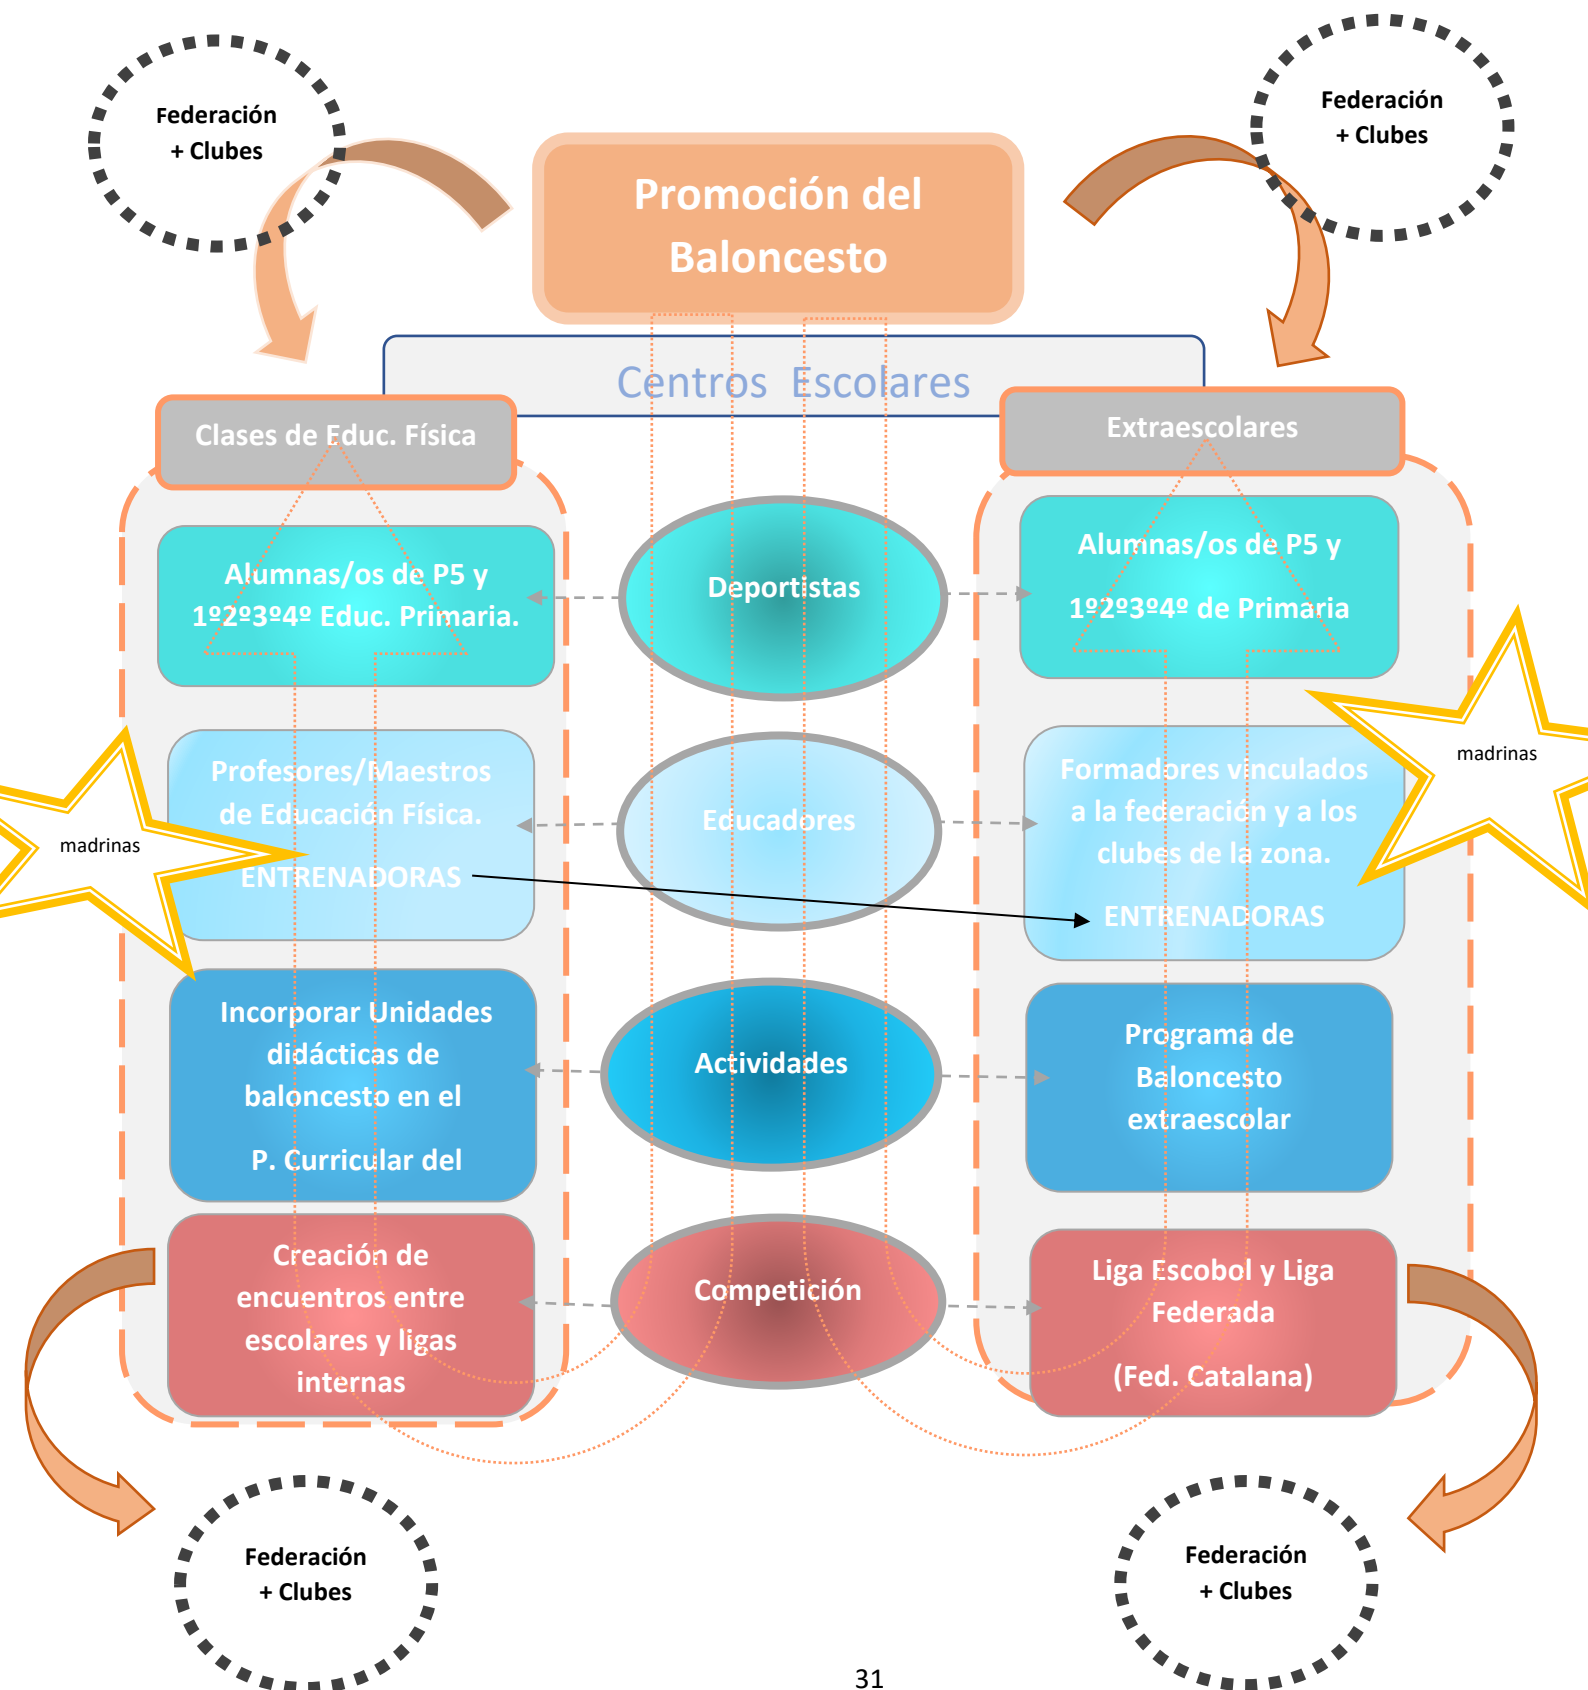 Federación
+ Clubes
Federación
+ Clubes
Promoción del
Baloncesto
Centros Escolares
Clases de Educ. Física
Extraescolares
Alumnas/os de P5 y
1º2º3º4º Educ. Primaria.
Deportistas
Alumnas/os de P5 y
1º2º3º4º de Primaria
madrinas
Profesores/Maestros
de Educación Física.
ENTRENADORAS
Educadores
Formadores vinculados
a la federación y a los
clubes de la zona.
ENTRENADORAS
madrinas
Incorporar Unidades
didácticas de
baloncesto en el
P. Curricular del
Actividades
Programa de
Baloncesto
extraescolar
Creación de
encuentros entre
escolares y ligas
internas
Competición
Liga Escobol y Liga
Federada
(Fed. Catalana)
Federación
+ Clubes
Federación
+ Clubes
31